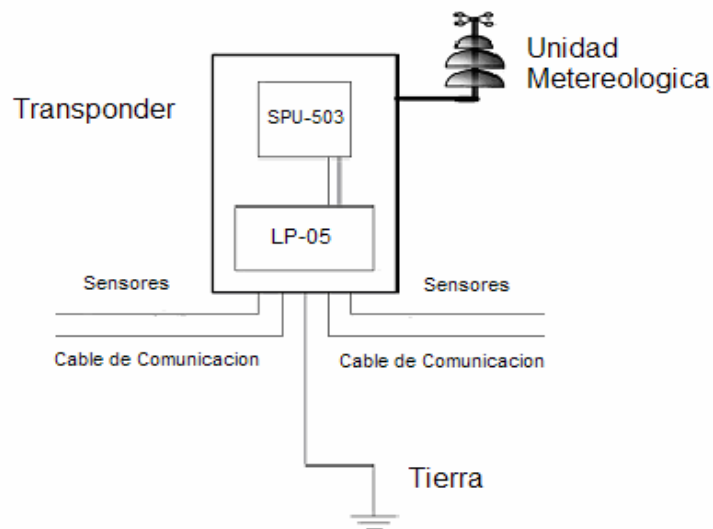 Unidad
Metereologica
Transponder
SPU-503
LP-05
Sensores
Sensores
Cable de Comunicacion
Cable de Comunicacion
Tierra